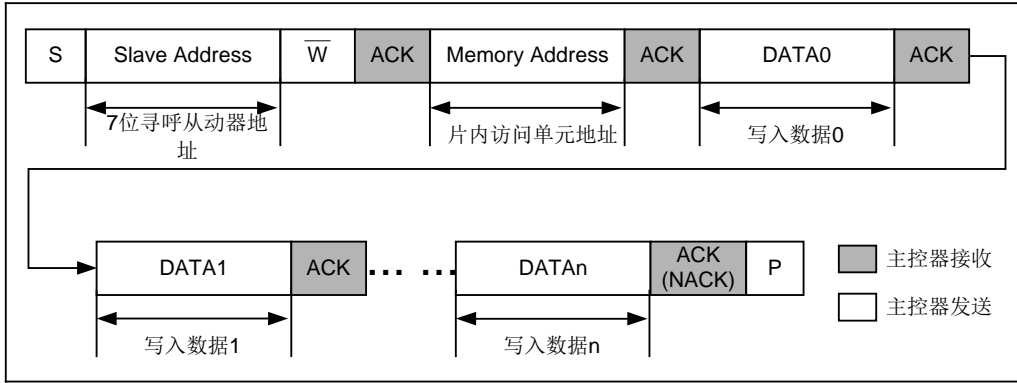 S Slave Address W ACK Memory Address ACK DATA0 ACK
7位寻呼从动器地
址
片内访问单元地址
写入数据0
DATA1 ACK ... ... DATAn ACK
(NACK) P
写入数据1
写入数据n
主控器接收
主控器发送